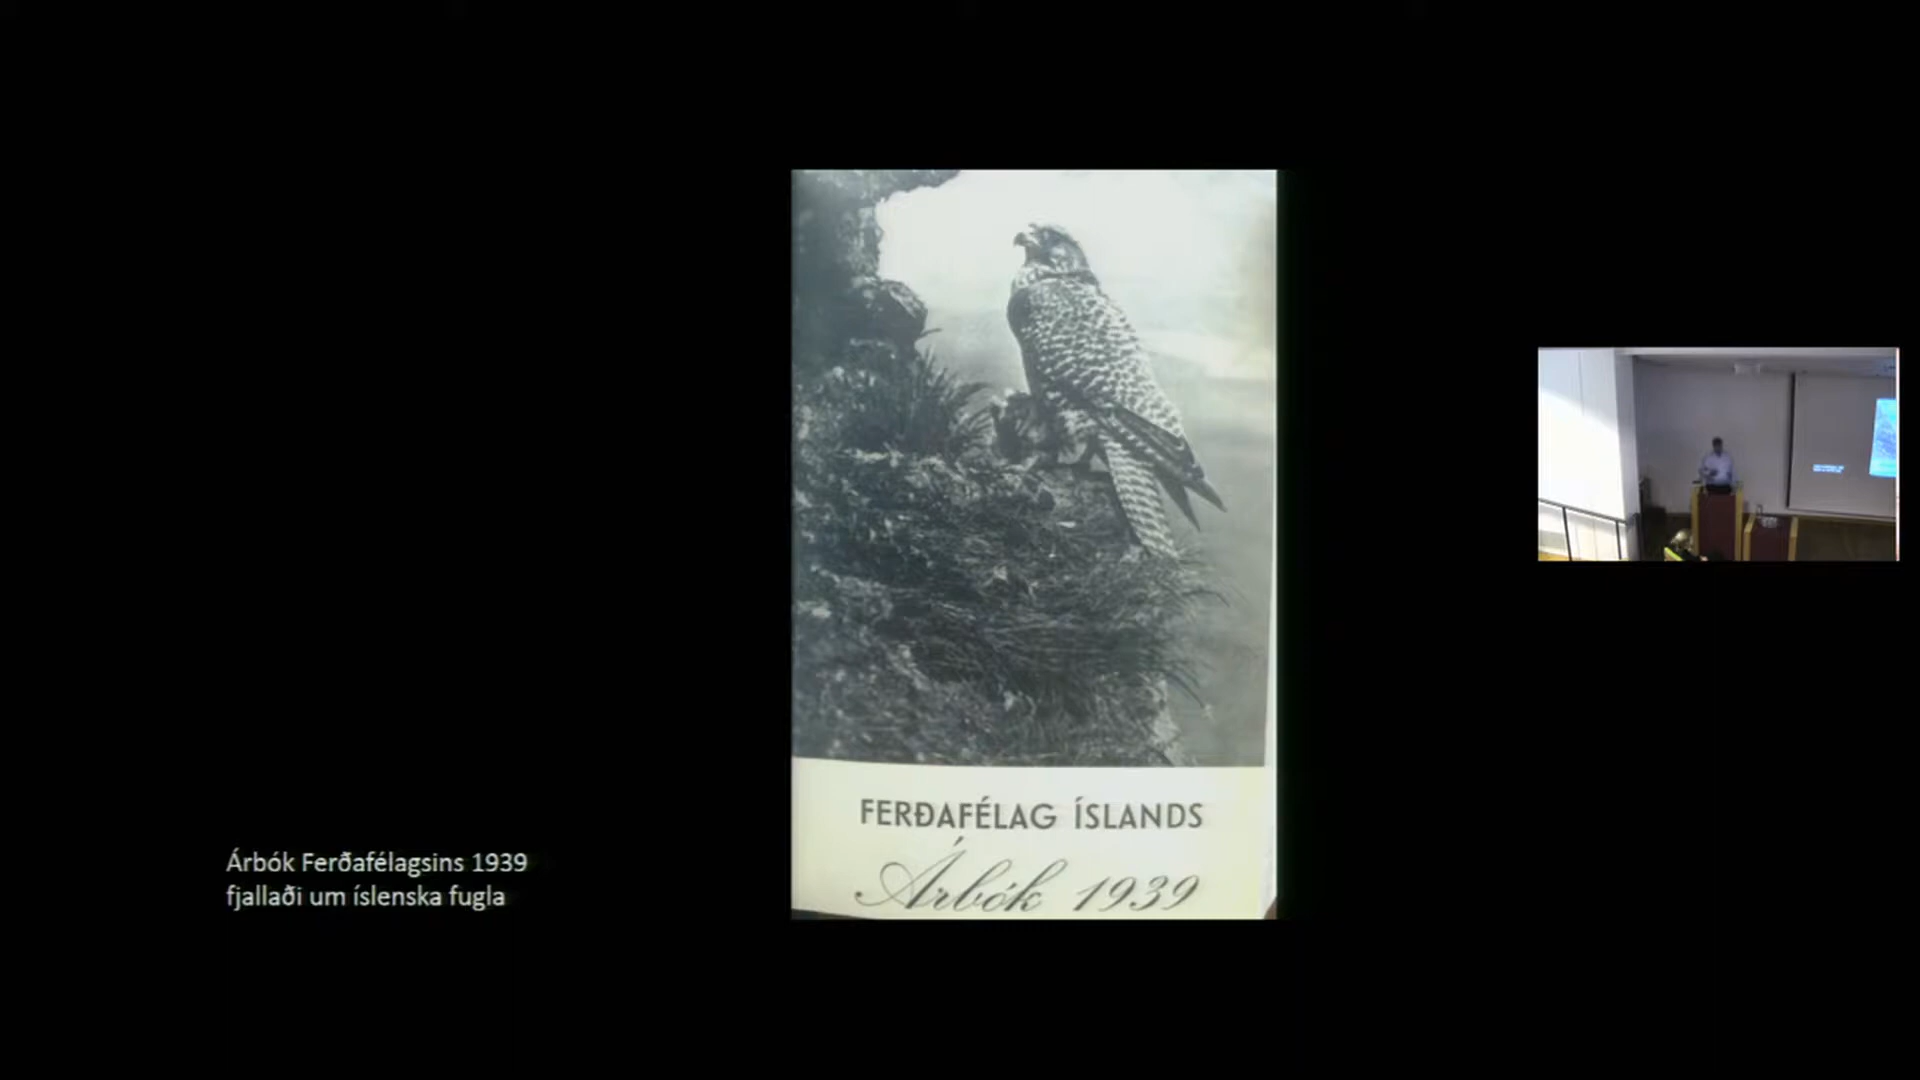 FERÐAFÉLAG ÍSLANDS
Árbók 1939
Árbók Ferðafélagsins 1939
fjallaði um íslenska fugla